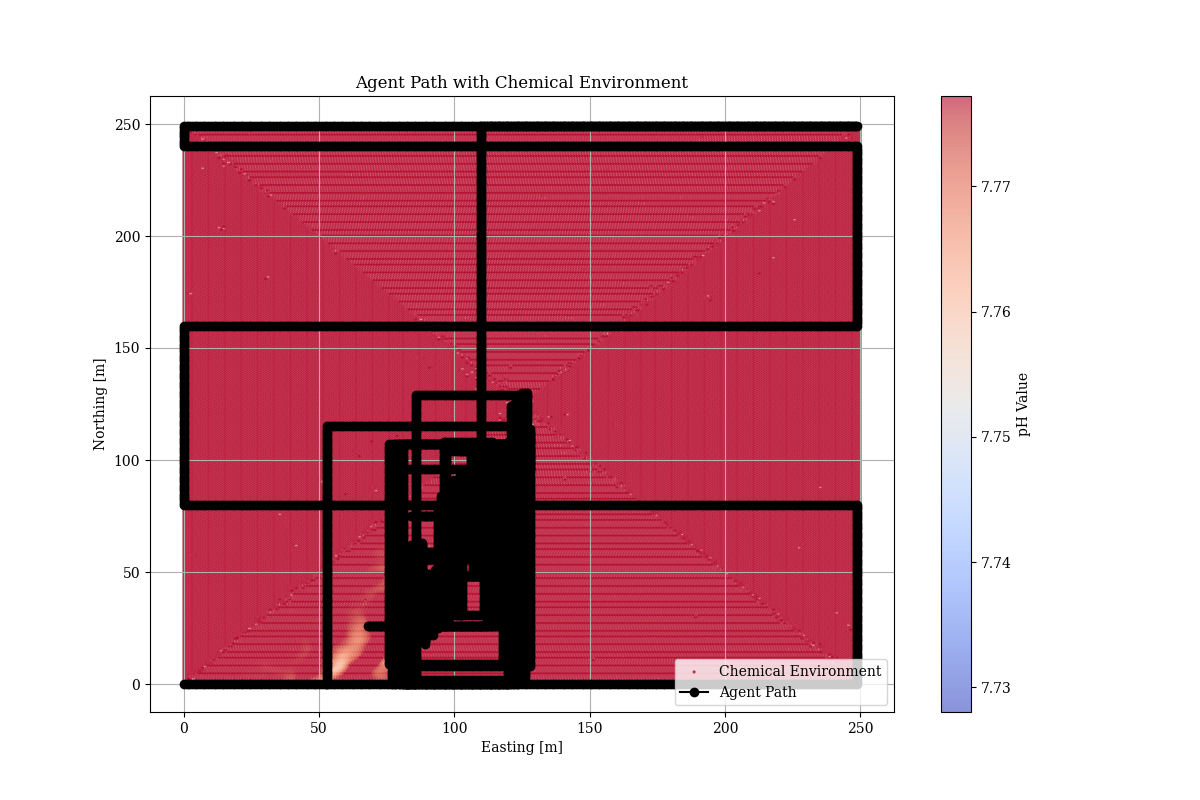 Agent Path with Chemical Environment
250
200
150
100
50
0
Northing [m]
0 50 100 150 200 250
Easting [m]
Chemical Environment
Agent Path
7.77
7.76
7.75
7.74
7.73
pH Value